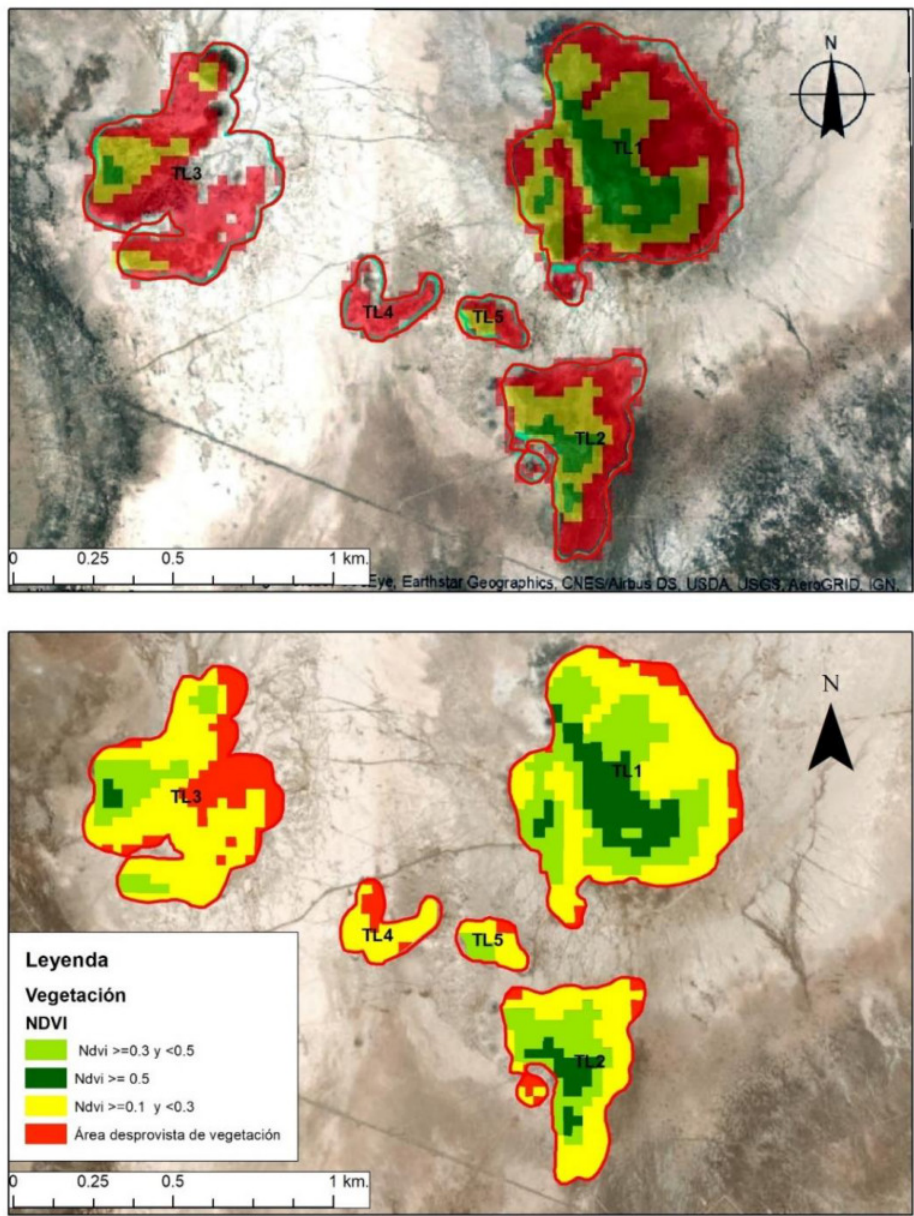 N
TL1
TL3
TL4
TL5
TL2
0 0.25 0.5 1 km.
Eye, Earthstar Geographics, CNES/Airbus DS, USDA, USGS, AeroGRID, IGN,
N
TL1
TL3
TL4
TL5
TL2
Leyenda
Vegetación
NDVI
Ndvi >=0.3 y <0.5
Ndvi >= 0.5
Ndvi >=0.1 y <0.3
Área desprovista de vegetación
0 0.25 0.5 1 km.